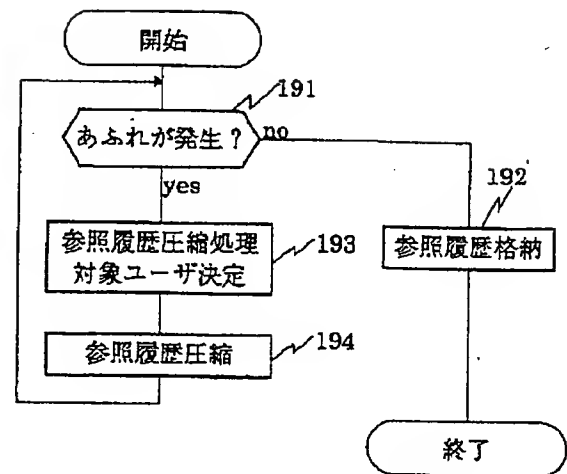 開始
191
あふれが発生？
no
yes
192
参照履歴圧縮処理
対象ユーザ決定
193
参照履歴格納
参照履歴圧縮
194
終了